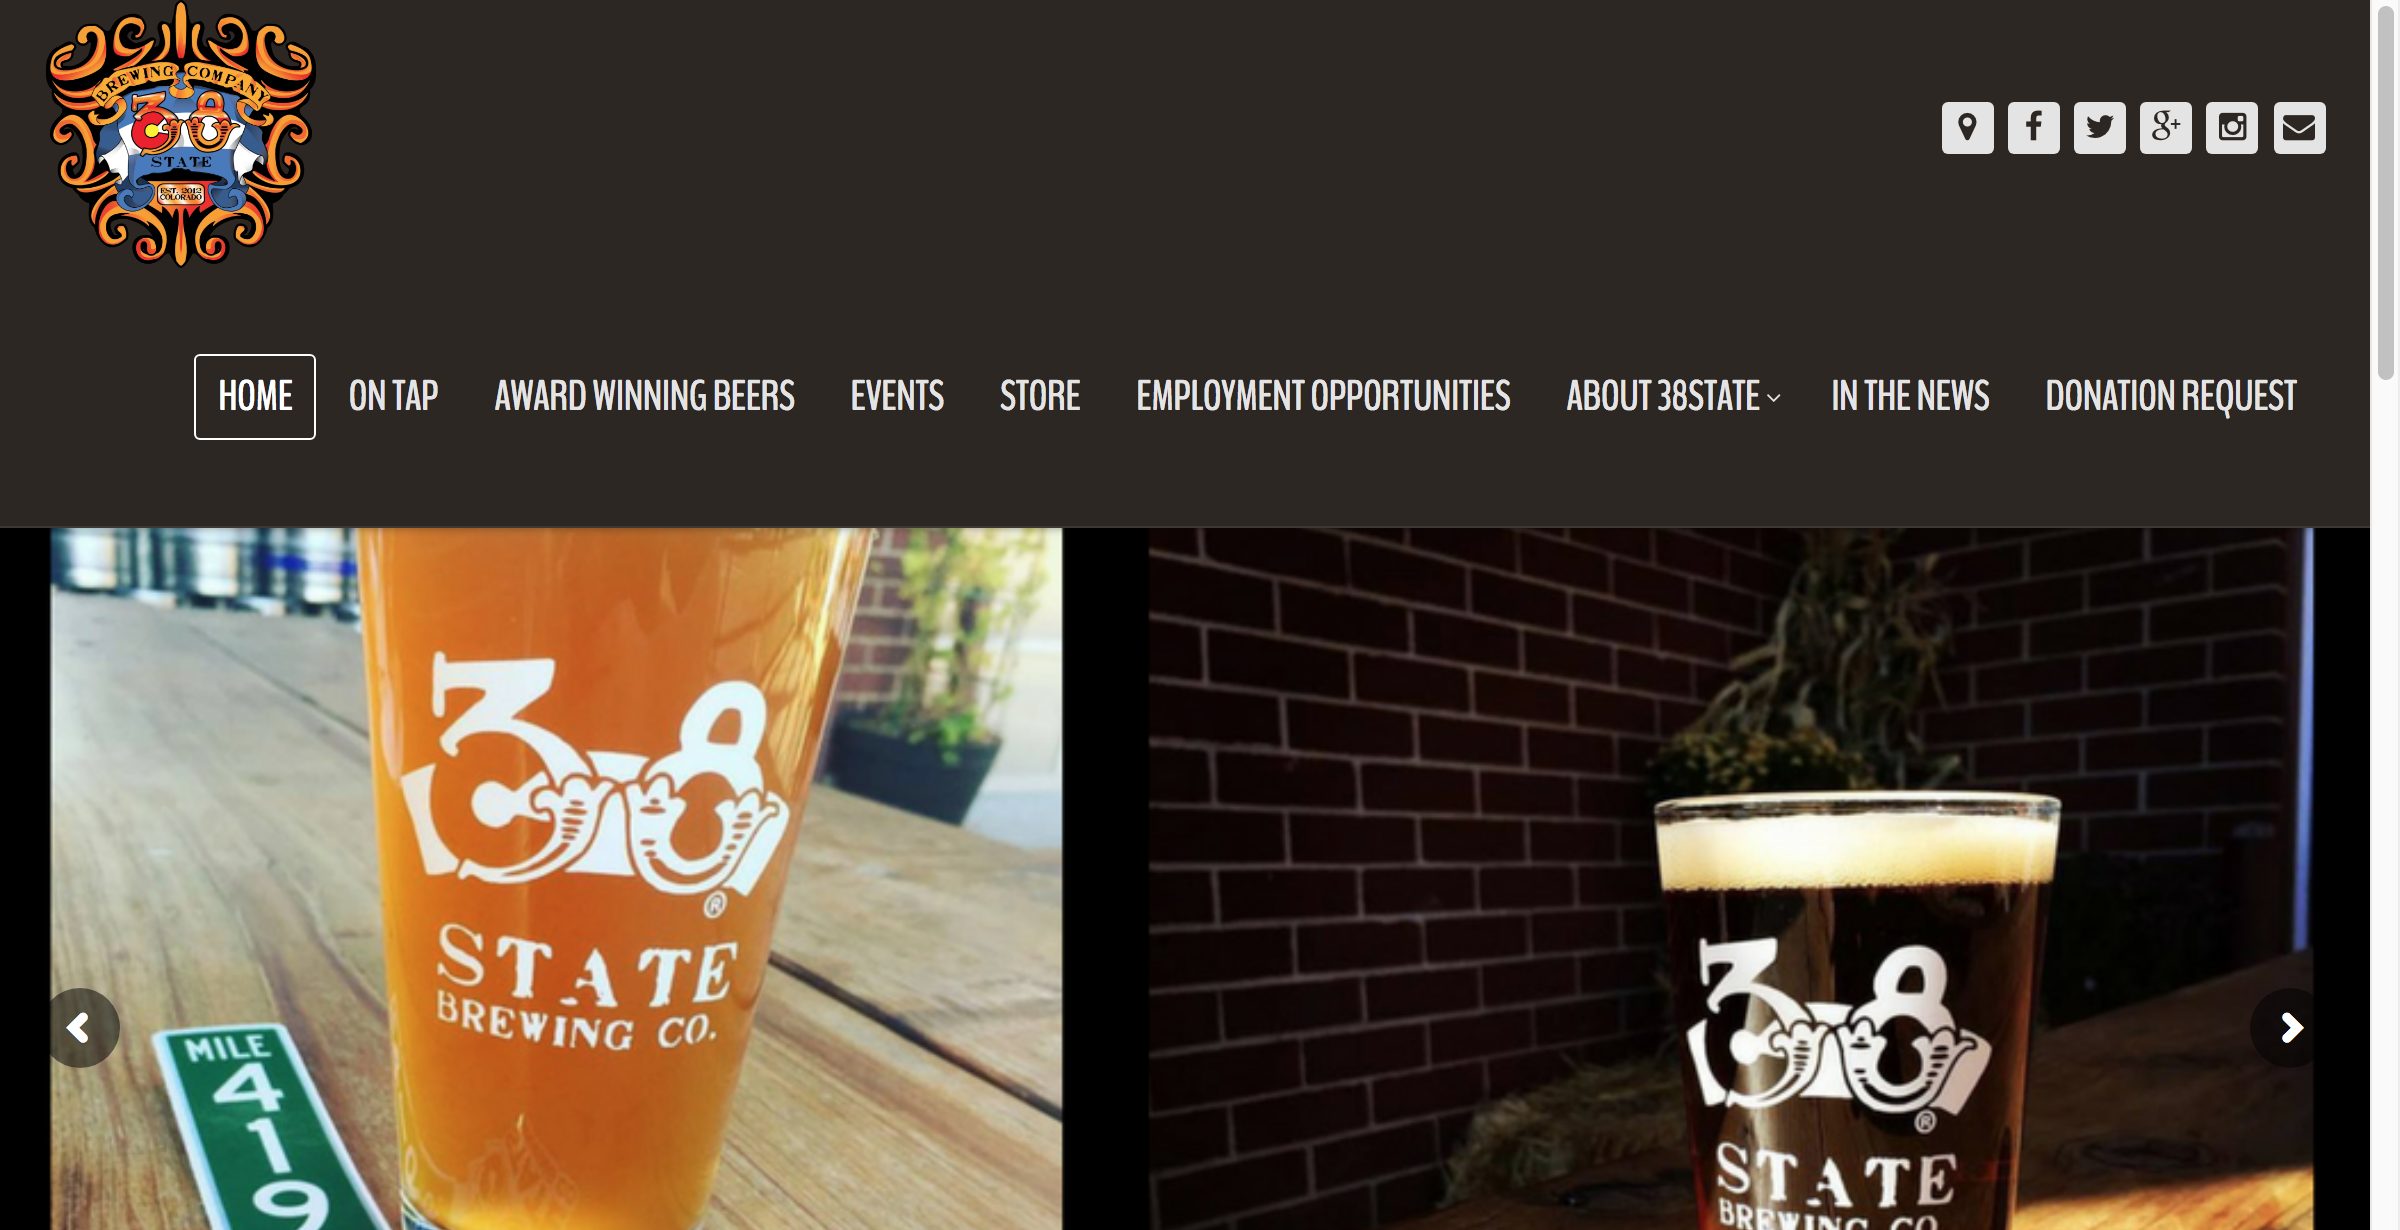 BREWING COMPANY
38
STATE
EST. 2012
COLORADO
g+
HOME
ON TAP
AWARD WINNING BEERS
EVENTS
STORE
EMPLOYMENT OPPORTUNITIES
ABOUT 38STATE
IN THE NEWS
DONATION REQUEST
38
®
STATE
BREWING CO.
MILE
419
38
®
STATE
BREWING CO.